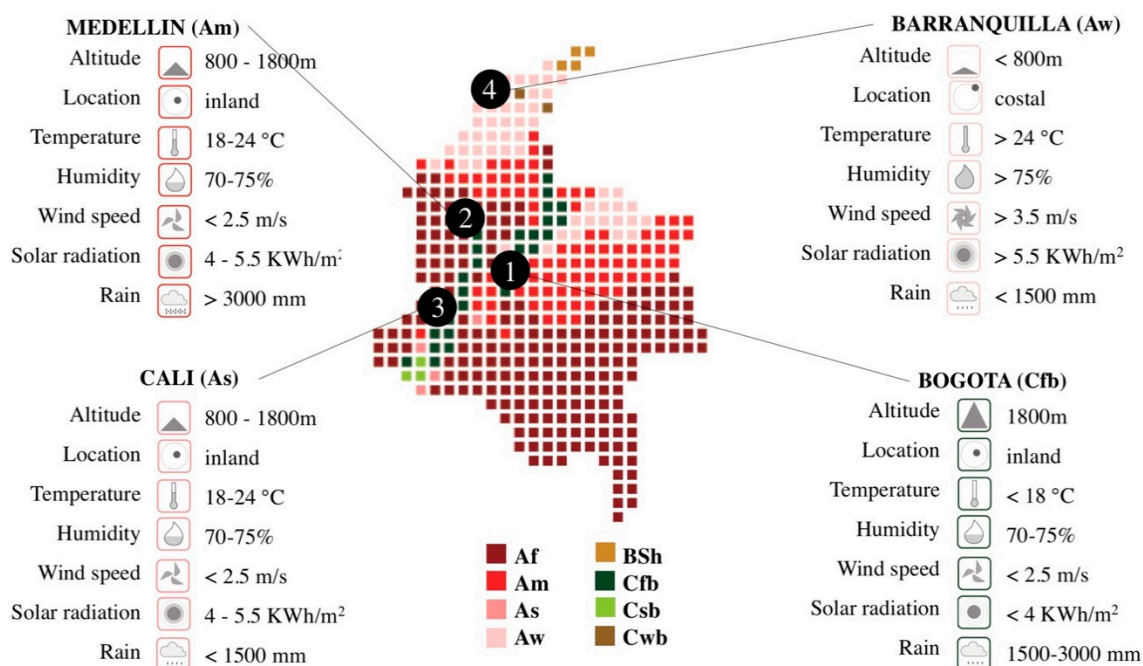 MEDELLIN (Am)
Altitude 800 - 1800m
Location inland
Temperature 18-24 °C
Humidity 70-75%
Wind speed < 2.5 m/s
Solar radiation 4 - 5.5 KWh/m²
Rain > 3000 mm
BARRANQUILLA (Aw)
Altitude < 800m
Location costal
Temperature > 24 °C
Humidity > 75%
Wind speed > 3.5 m/s
Solar radiation > 5.5 KWh/m²
Rain < 1500 mm
4
2
1
3
CALI (As)
Altitude 800 - 1800m
Location inland
Temperature 18-24 °C
Humidity 70-75%
Wind speed < 2.5 m/s
Solar radiation 4 - 5.5 KWh/m²
Rain < 1500 mm
BOGOTA (Cfb)
Altitude 1800m
Location inland
Temperature < 18 °C
Humidity 70-75%
Wind speed < 2.5 m/s
Solar radiation < 4 KWh/m²
Rain 1500-3000 mm
Af
Am
As
Aw
BSh
Cfb
Csb
Cwb